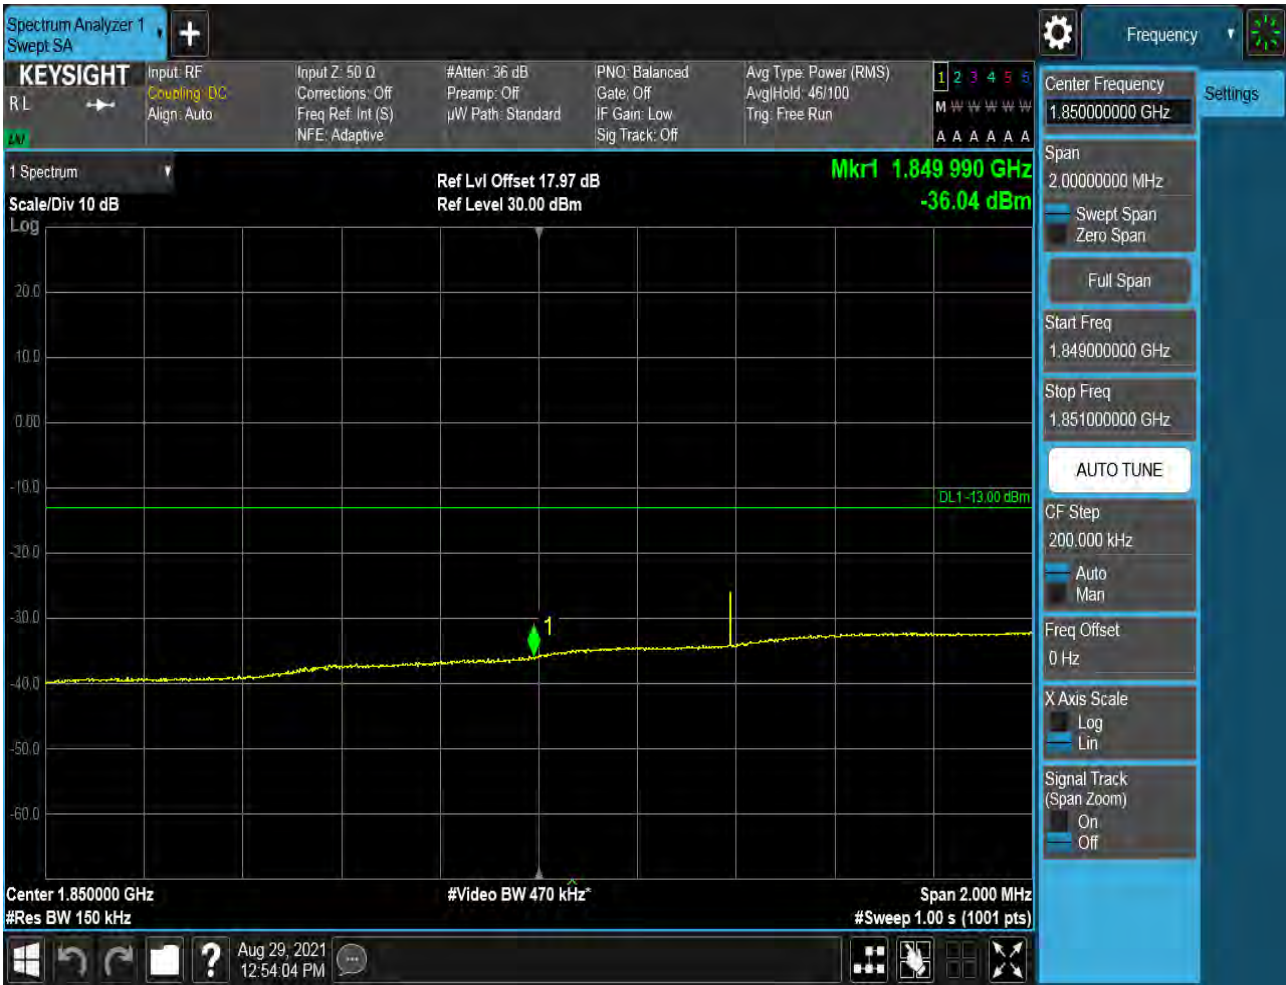 Spectrum Analyzer 1
Swept SA
+
Frequency
KEYSIGHT
R L
LXI
Input: RF
Coupling: DC
Align: Auto
Input Z: 50 Ω
Corrections: Off
Freq Ref: Int (S)
NFE: Adaptive
#Atten: 36 dB
Preamp: Off
µW Path: Standard
PNO: Balanced
Gate: Off
IF Gain: Low
Sig Track: Off
Avg Type: Power (RMS)
Avg|Hold: 46/100
Trig: Free Run
1 2 3 4 5 6
M W W W W W
A A A A A A
1 Spectrum
Scale/Div 10 dB
Log
Ref Lvl Offset 17.97 dB
Ref Level 30.00 dBm
Mkr1 1.849 990 GHz
-36.04 dBm
20.0
10.0
0.00
-10.0
DL1 -13.00 dBm
-20.0
-30.0
1
-40.0
-50.0
-60.0
Center 1.850000 GHz
#Res BW 150 kHz
#Video BW 470 kHz*
Span 2.000 MHz
#Sweep 1.00 s (1001 pts)
Center Frequency
1.850000000 GHz
Settings
Span
2.00000000 MHz
Swept Span
Zero Span
Full Span
Start Freq
1.849000000 GHz
Stop Freq
1.851000000 GHz
AUTO TUNE
CF Step
200.000 kHz
Auto
Man
Freq Offset
0 Hz
X Axis Scale
Log
Lin
Signal Track
(Span Zoom)
On
Off
?
Aug 29, 2021
12:54:04 PM